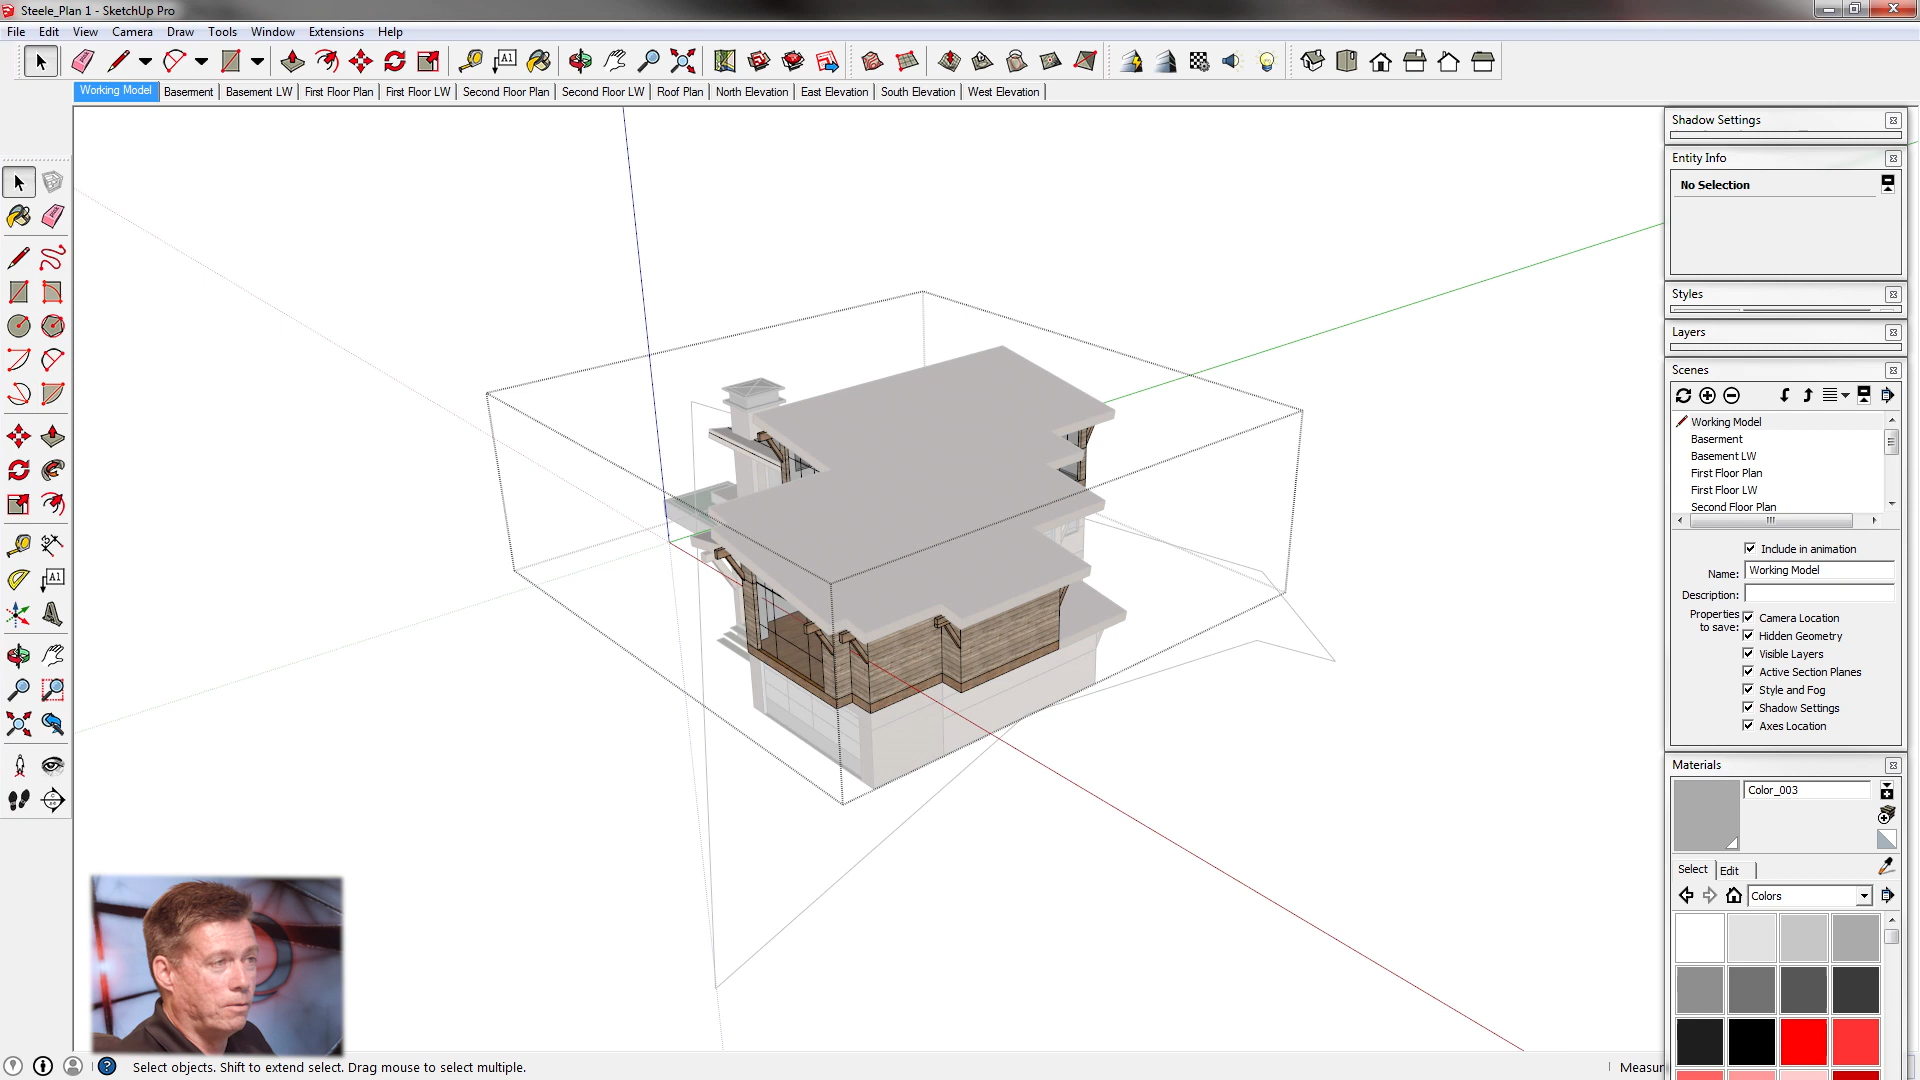 Steele_Plan 1 - SketchUp Pro
File Edit View Camera Draw Tools Window Extensions Help
Working Model Baserment Basement LW First Floor Plan First Floor LW Second Floor Plan Second Floor LW Roof Plan North Elevation East Elevation South Elevation West Elevation
Shadow Settings
Entity Info
No Selection
Styles
Layers
Scenes
Working Model
Baserment
Basement LW
First Floor Plan
First Floor LW
Second Floor Plan
Include in animation
Name: Working Model
Description:
Properties to save:
Camera Location
Hidden Geometry
Visible Layers
Active Section Planes
Style and Fog
Shadow Settings
Axes Location
Materials
Color_003
Select Edit
Colors
Select objects. Shift to extend select. Drag mouse to select multiple.
Measur